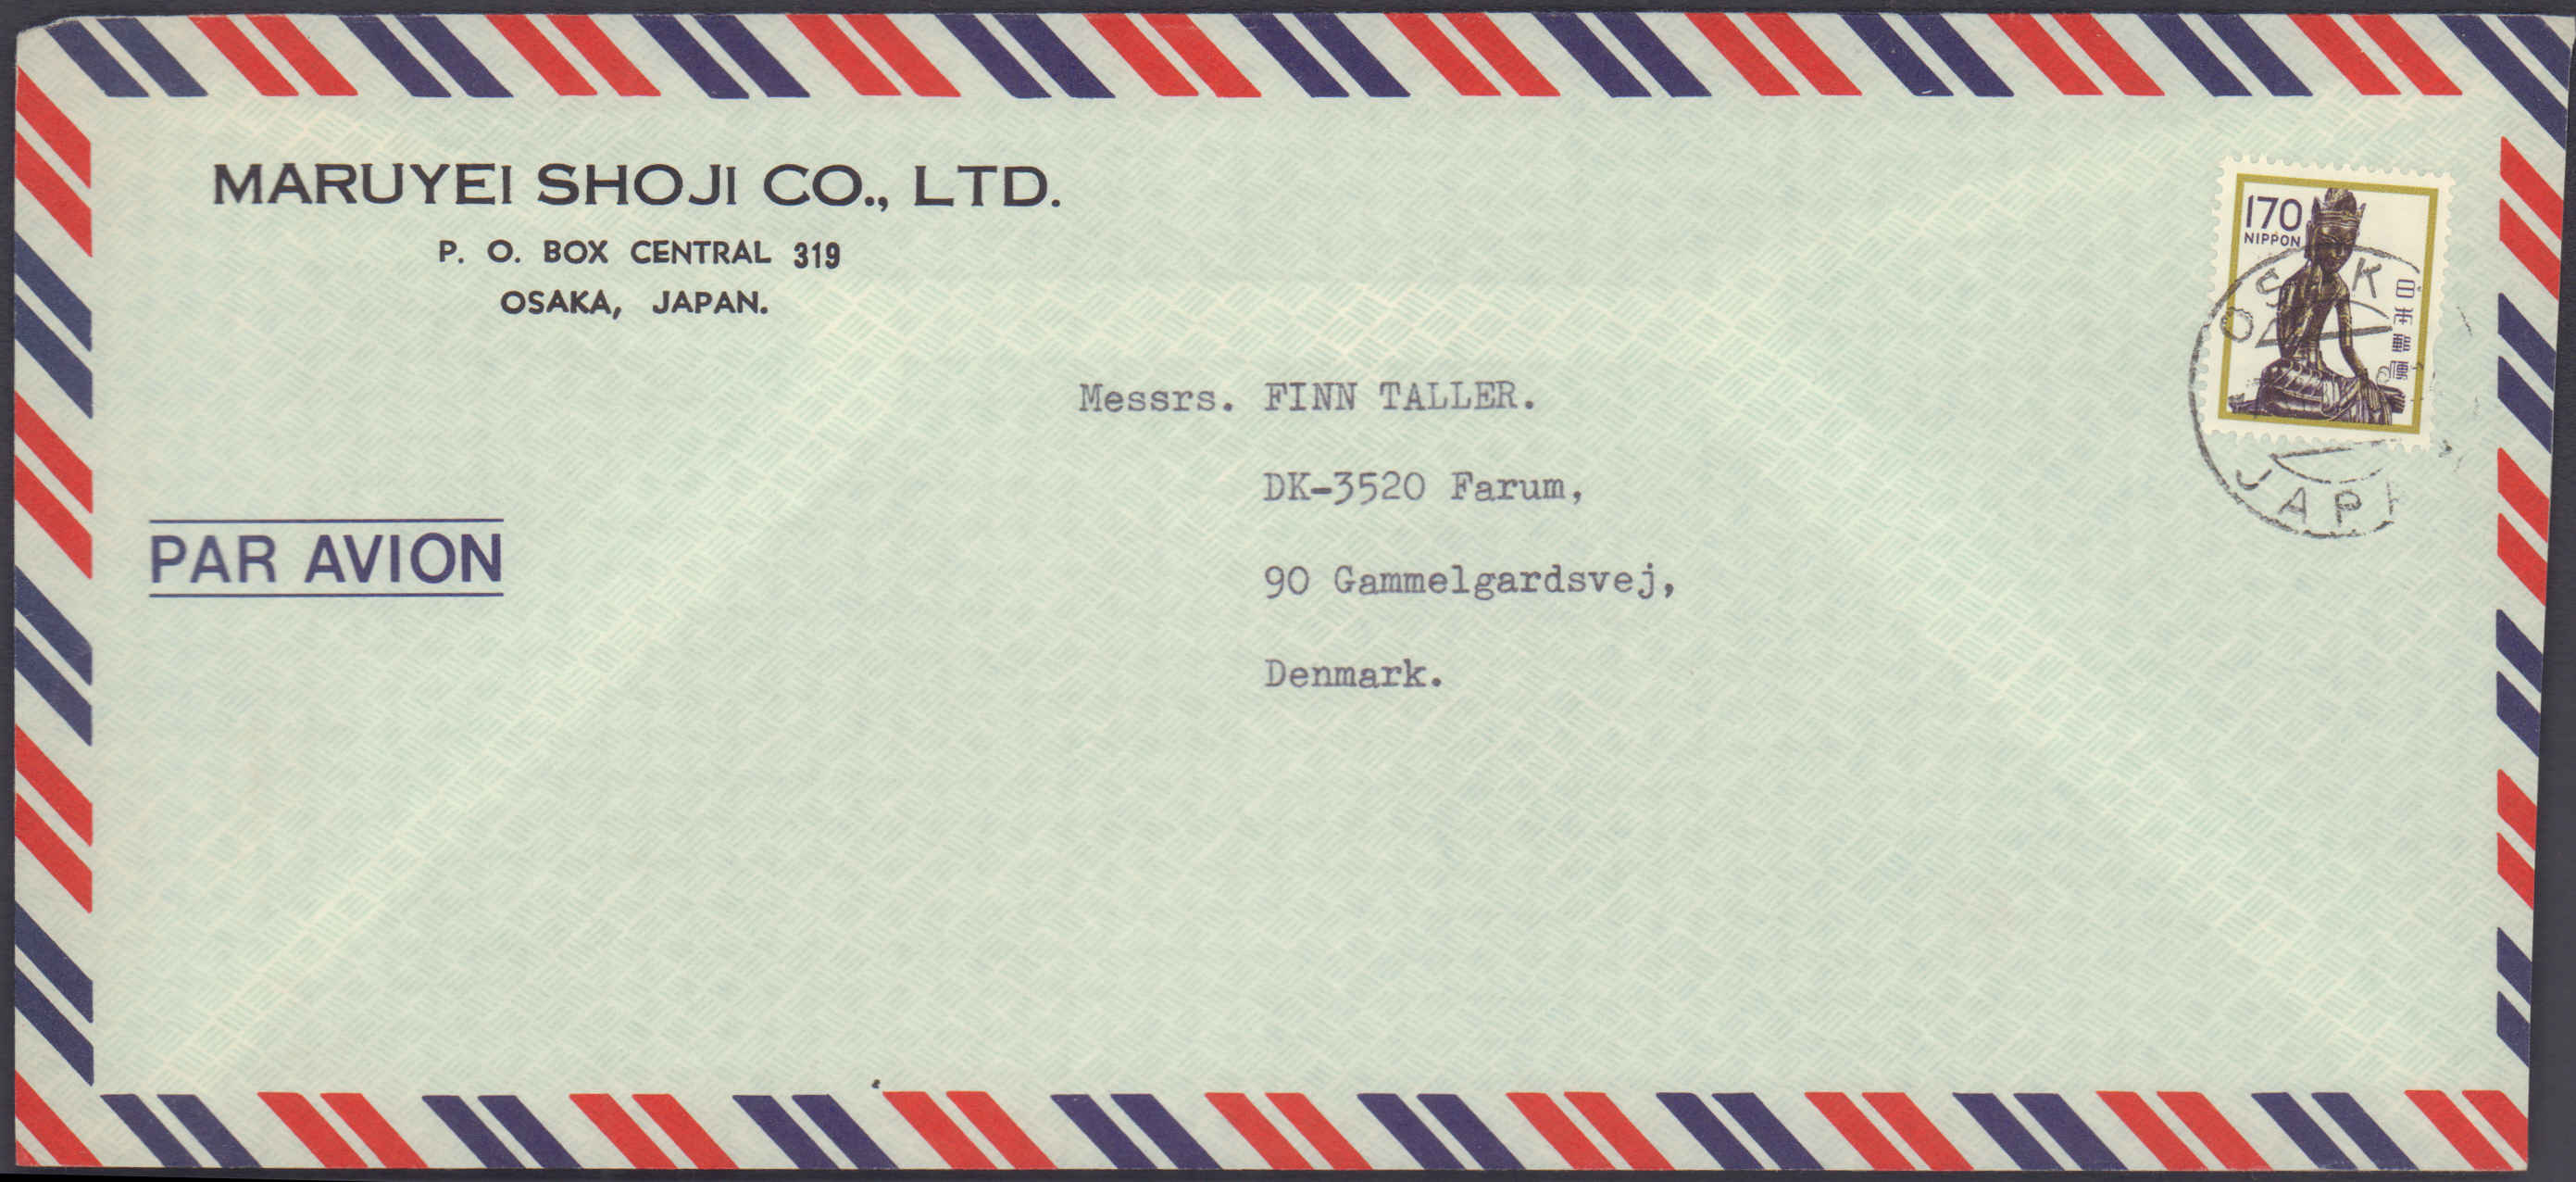 MARUYEI SHOJI CO., LTD.
P. O. BOX CENTRAL 319
OSAKA, JAPAN.
170
NIPPON
日本郵便
Messrs. FINN TALLER.
DK-3520 Farum,
90 Gammelgardsvej,
Denmark.
PAR AVION